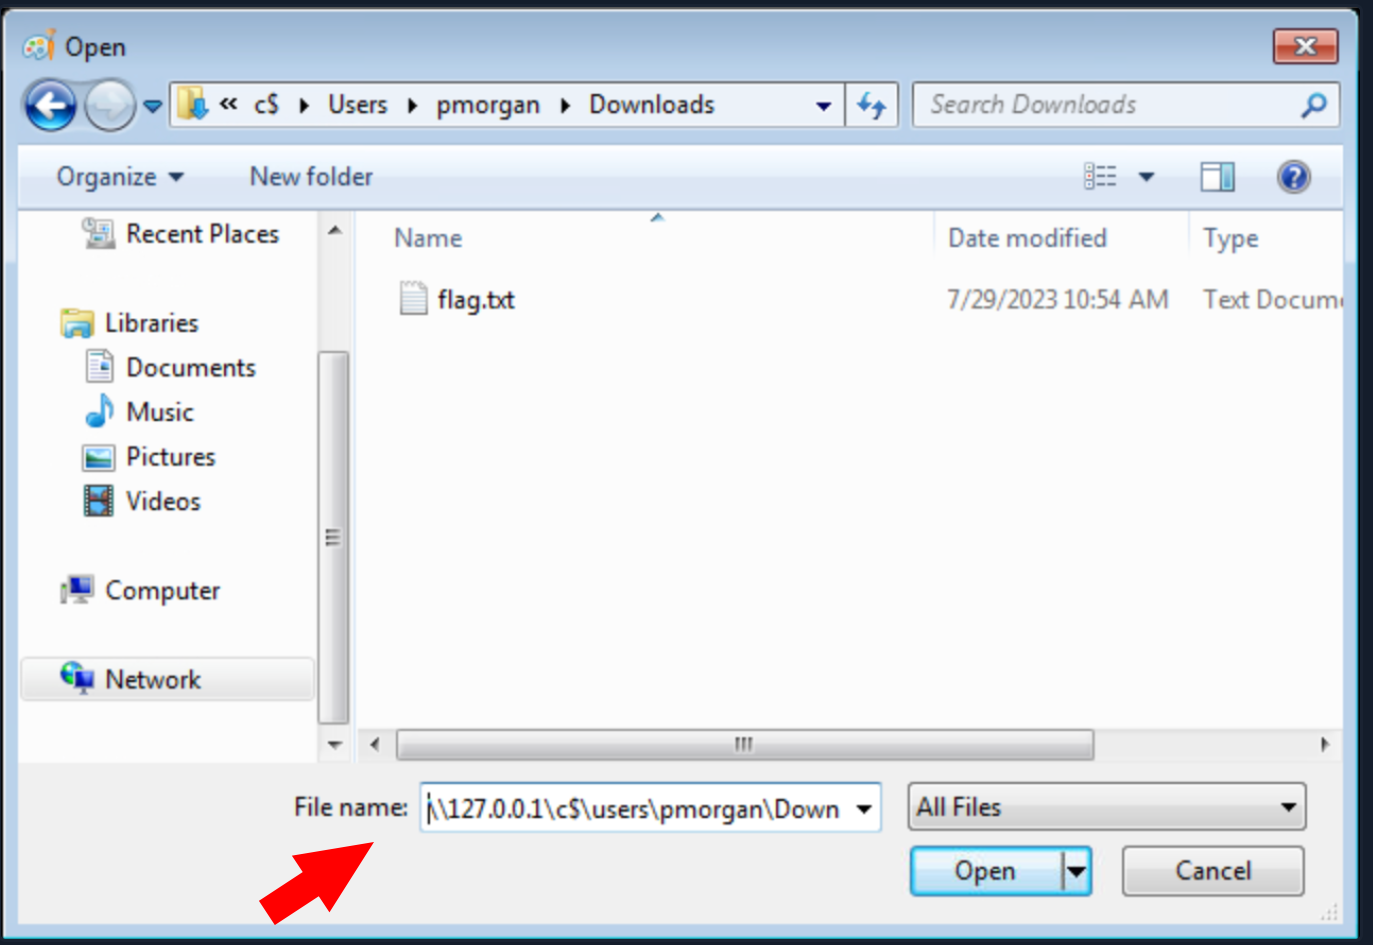 Open
« c$ Users pmorgan Downloads
Search Downloads
Organize
New folder
Recent Places
Libraries
Documents
Music
Pictures
Videos
Computer
Network
Name
Date modified
Type
flag.txt
7/29/2023 10:54 AM
Text Docum
File name:
\\127.0.0.1\c$\users\pmorgan\Down
All Files
Open
Cancel